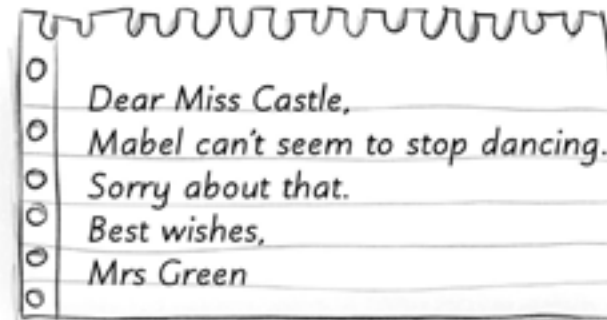 Dear Miss Castle,
Mabel can't seem to stop dancing.
Sorry about that.
Best wishes,
Mrs Green